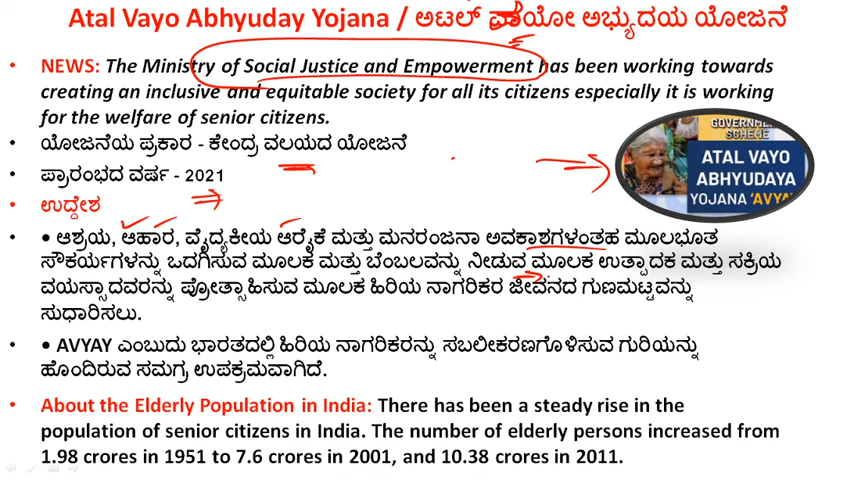 Atal Vayo Abhyuday Yojana / ಅಟಲ್ ವಾಯೋ ಅಭ್ಯುದಯ ಯೋಜನೆ
• NEWS: The Ministry of Social Justice and Empowerment has been working towards
creating an inclusive and equitable society for all its citizens especially it is working
for the welfare of senior citizens.
• ಯೋಜನೆಯ ಪ್ರಕಾರ - ಕೇಂದ್ರ ವಲಯದ ಯೋಜನೆ
• ಪ್ರಾರಂಭದ ವರ್ಷ - 2021
• ಉದ್ದೇಶ
• • ಆಶ್ರಯ, ಆಹಾರ, ವೈದ್ಯಕೀಯ ಆರೈಕೆ ಮತ್ತು ಮನರಂಜನಾ ಅವಕಾಶಗಳಂತಹ ಮೂಲಭೂತ
ಸೌಕರ್ಯಗಳನ್ನು ಒದಗಿಸುವ ಮೂಲಕ ಮತ್ತು ಬೆಂಬಲವನ್ನು ನೀಡುವ ಮೂಲಕ ಉತ್ಪಾದಕ ಮತ್ತು ಸಕ್ರಿಯ
ವಯಸ್ಸಾದವರನ್ನು ಪ್ರೋತ್ಸಾಹಿಸುವ ಮೂಲಕ ಹಿರಿಯ ನಾಗರಿಕರ ಜೀವನದ ಗುಣಮಟ್ಟವನ್ನು
ಸುಧಾರಿಸಲು.
• • AVYAY ಎಂಬುದು ಭಾರತದಲ್ಲಿ ಹಿರಿಯ ನಾಗರಿಕರನ್ನು ಸಬಲೀಕರಣಗೊಳಿಸುವ ಗುರಿಯನ್ನು
ಹೊಂದಿರುವ ಸಮಗ್ರ ಉಪಕ್ರಮವಾಗಿದೆ.
• About the Elderly Population in India: There has been a steady rise in the
population of senior citizens in India. The number of elderly persons increased from
1.98 crores in 1951 to 7.6 crores in 2001, and 10.38 crores in 2011.
GOVERNMENT
SCHEME
ATAL VAYO
ABHYUDAYA
YOJANA 'AVYAY